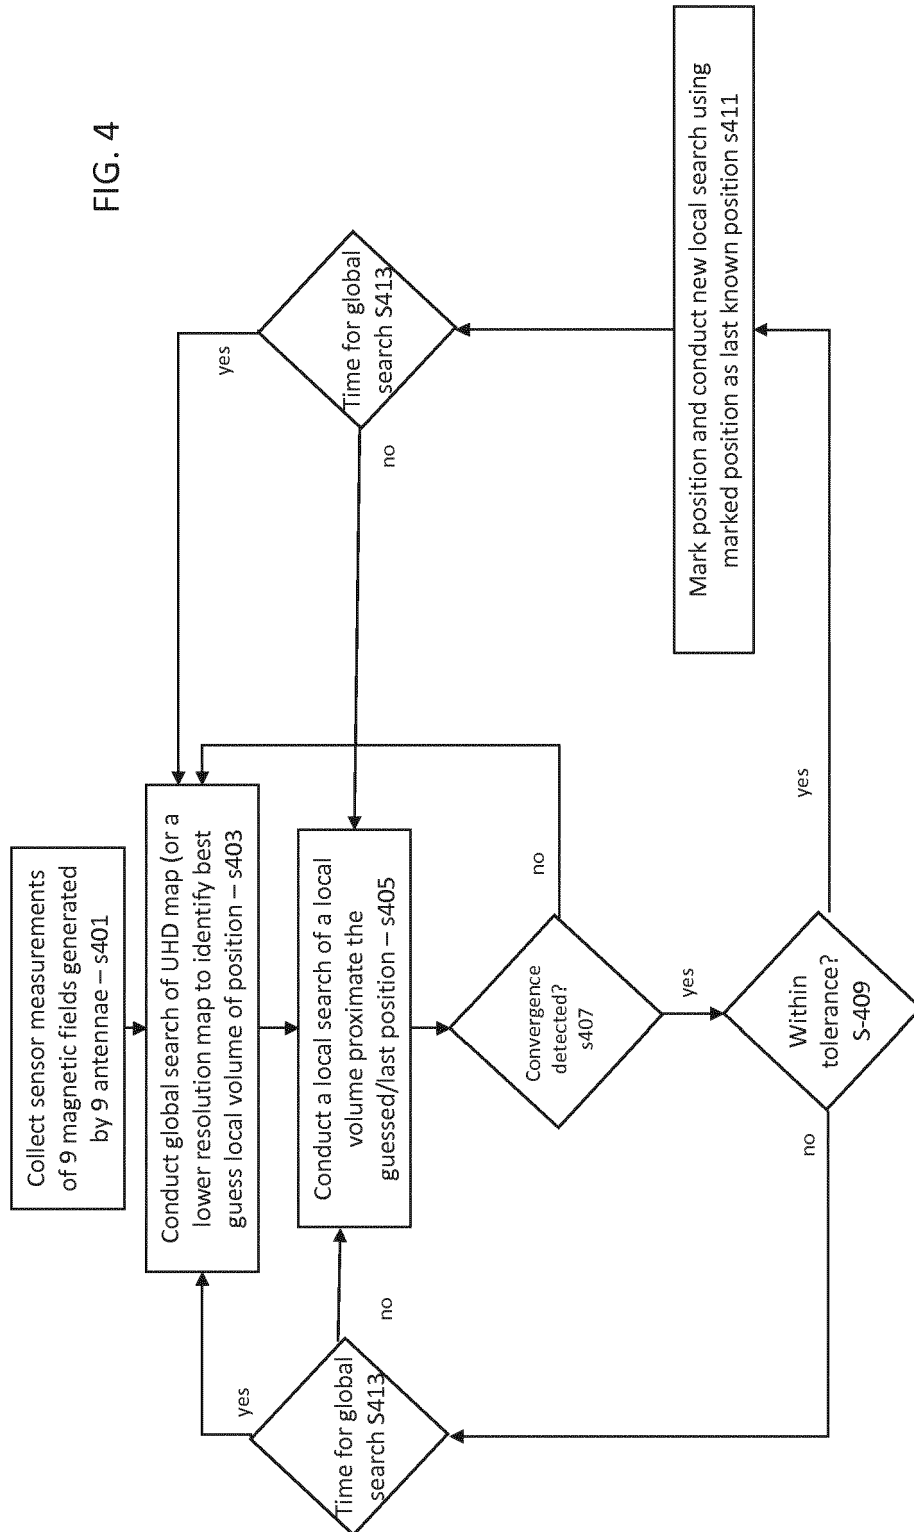 FIG. 4
Collect sensor measurements
of 9 magnetic fields generated
by 9 antennae – s401
Conduct global search of UHD map (or a
lower resolution map to identify best
guess local volume of position – s403
Conduct a local search of a local
volume proximate the
guessed/last position – s405
Convergence
detected?
s407
no
yes
Within
tolerance?
S-409
no
yes
Time for global
search S413
yes
no
Mark position and conduct new local search using
marked position as last known position s411
Time for global
search S413
yes
no